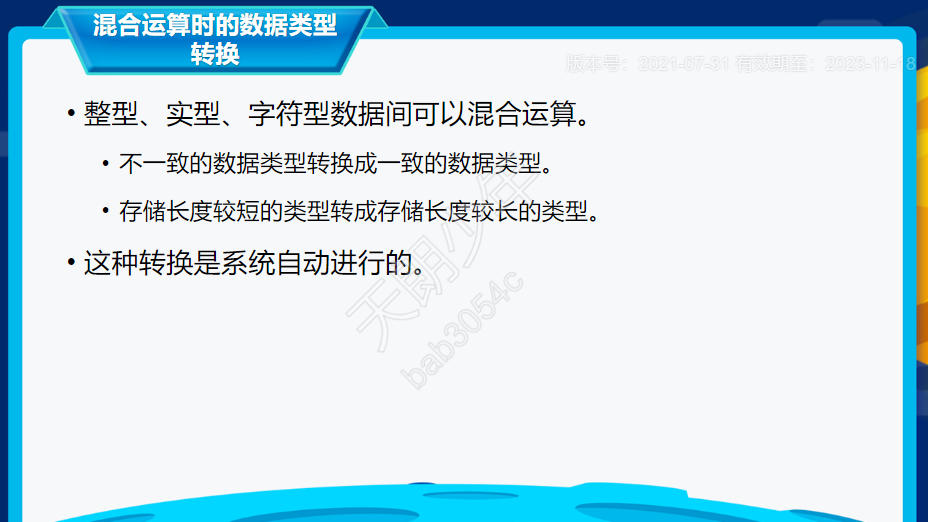 混合运算时的数据类型
转换
版本号：2021-07-31 有效期至：2023-11-18
• 整型、实型、字符型数据间可以混合运算。
• 不一致的数据类型转换成一致的数据类型。
• 存储长度较短的类型转成存储长度较长的类型。
• 这种转换是系统自动进行的。
天朗少年
bab3054c